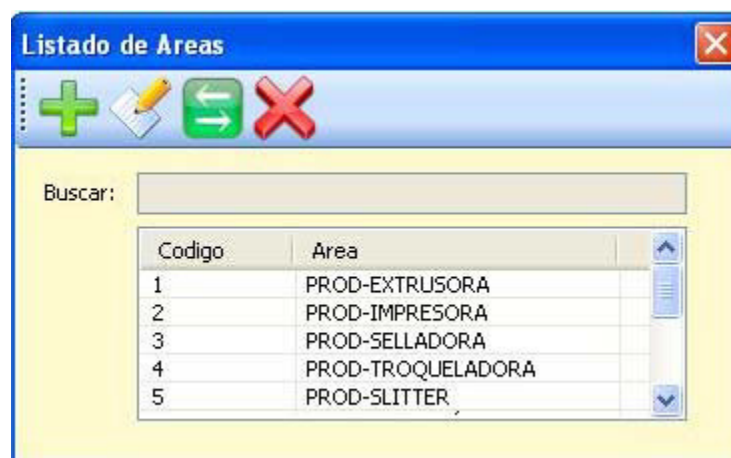 Listado de Areas
Buscar:
Codigo Area
1 PROD-EXTRUSORA
2 PROD-IMPRESORA
3 PROD-SELLADORA
4 PROD-TROQUELADORA
5 PROD-SLITTER